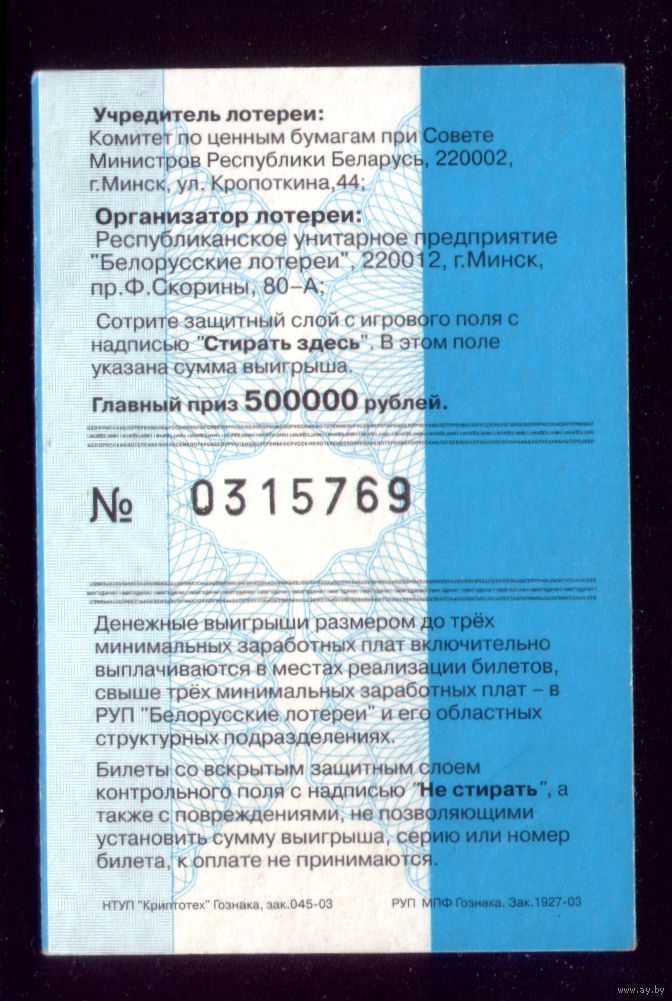 Учредитель лотереи:
Комитет по ценным бумагам при Совете
Министров Республики Беларусь, 220002,
г.Минск, ул. Кропоткина,44;
Организатор лотереи:
Республиканское унитарное предприятие
"Белорусские лотереи", 220012, г.Минск,
пр.Ф.Скорины, 80-А;
Сотрите защитный слой с игрового поля с
надписью "Стирать здесь". В этом поле
указана сумма выигрыша.
Главный приз 500000 рублей.
№ 0315769
Денежные выигрыши размером до трёх
минимальных заработных плат включительно
выплачиваются в местах реализации билетов,
свыше трёх минимальных заработных плат – в
РУП "Белорусские лотереи" и его областных
структурных подразделениях.
Билеты со вскрытым защитным слоем
контрольного поля с надписью "Не стирать", а
также с повреждениями, не позволяющими
установить сумму выигрыша, серию или номер
билета, к оплате не принимаются.
НТУП "Криптотех" Гознака, зак.045-03 РУП МПФ Гознака. Зак.1927-03
www.ay.by